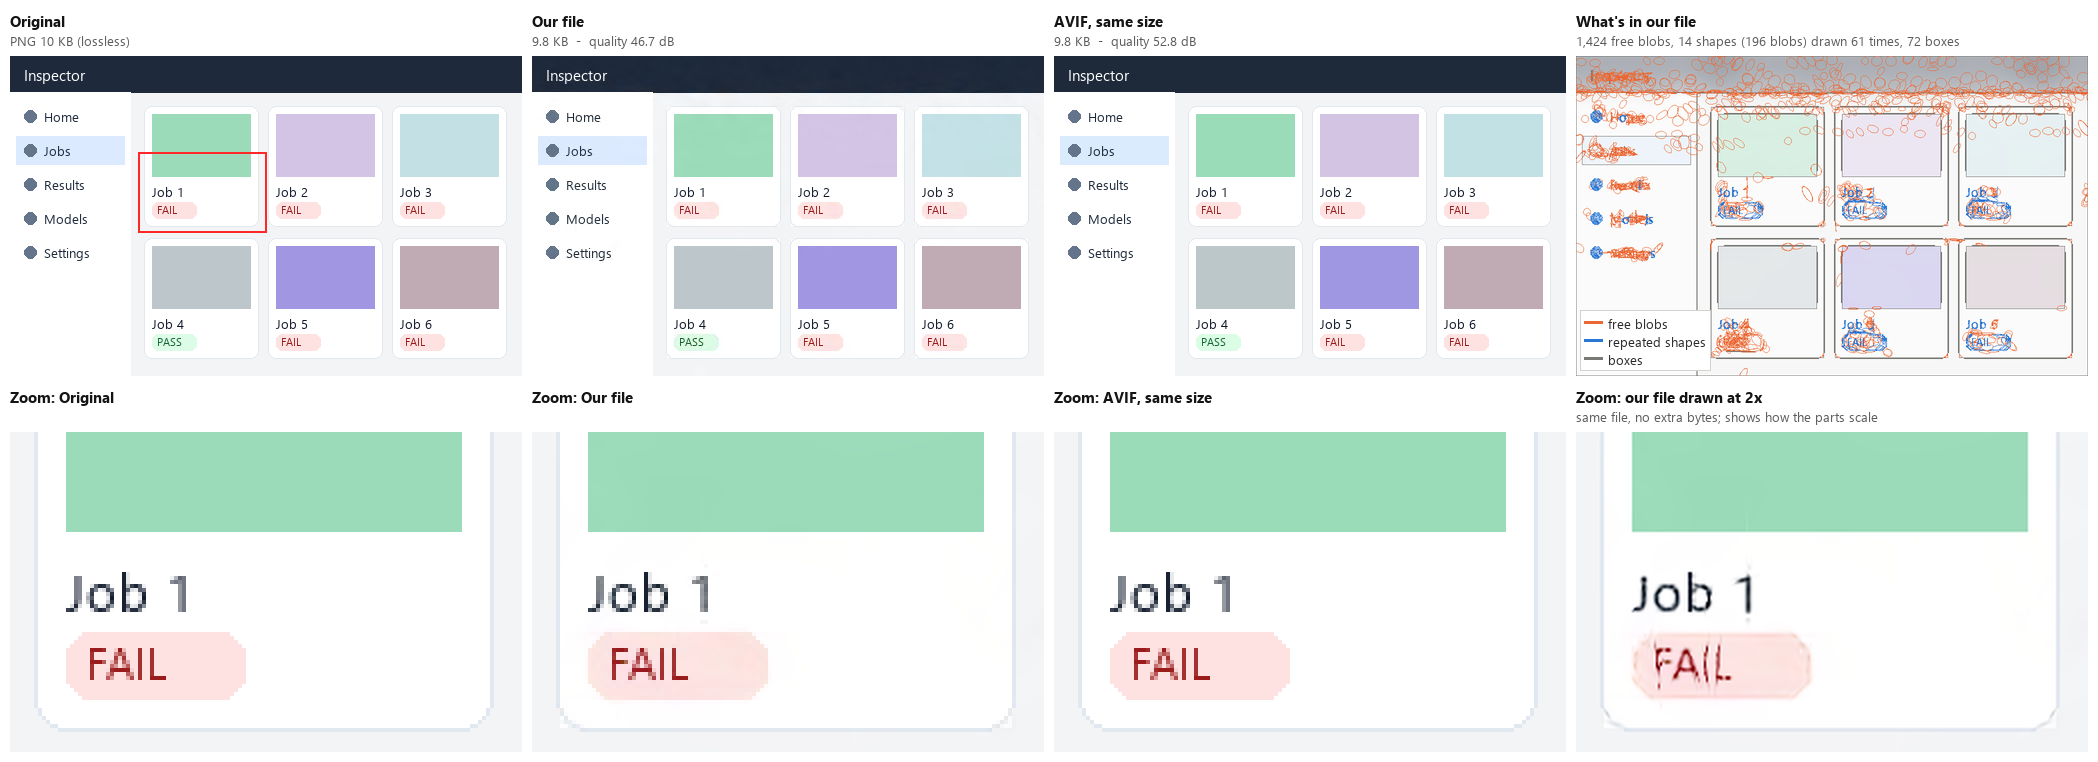 Original
PNG 10 KB (lossless)
Inspector
Home
Jobs
Results
Models
Settings
Job 1
FAIL
Job 2
FAIL
Job 3
FAIL
Job 4
PASS
Job 5
FAIL
Job 6
FAIL
Our file
9.8 KB - quality 46.7 dB
Inspector
Home
Jobs
Results
Models
Settings
Job 1
FAIL
Job 2
FAIL
Job 3
FAIL
Job 4
PASS
Job 5
FAIL
Job 6
FAIL
AVIF, same size
9.8 KB - quality 52.8 dB
Inspector
Home
Jobs
Results
Models
Settings
Job 1
FAIL
Job 2
FAIL
Job 3
FAIL
Job 4
PASS
Job 5
FAIL
Job 6
FAIL
What's in our file
1,424 free blobs, 14 shapes (196 blobs) drawn 61 times, 72 boxes
free blobs
repeated shapes
boxes
Zoom: Original
Job 1
FAIL
Zoom: Our file
Job 1
FAIL
Zoom: AVIF, same size
Job 1
FAIL
Zoom: our file drawn at 2x
same file, no extra bytes; shows how the parts scale
Job 1
FAIL